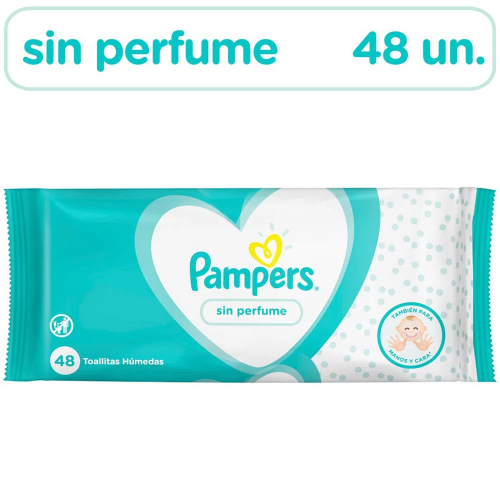 sin perfume 48 un.
Pampers®
sin perfume
TAMBIÉN PARA
MANOS Y CARA!
48 Toallitas Húmedas